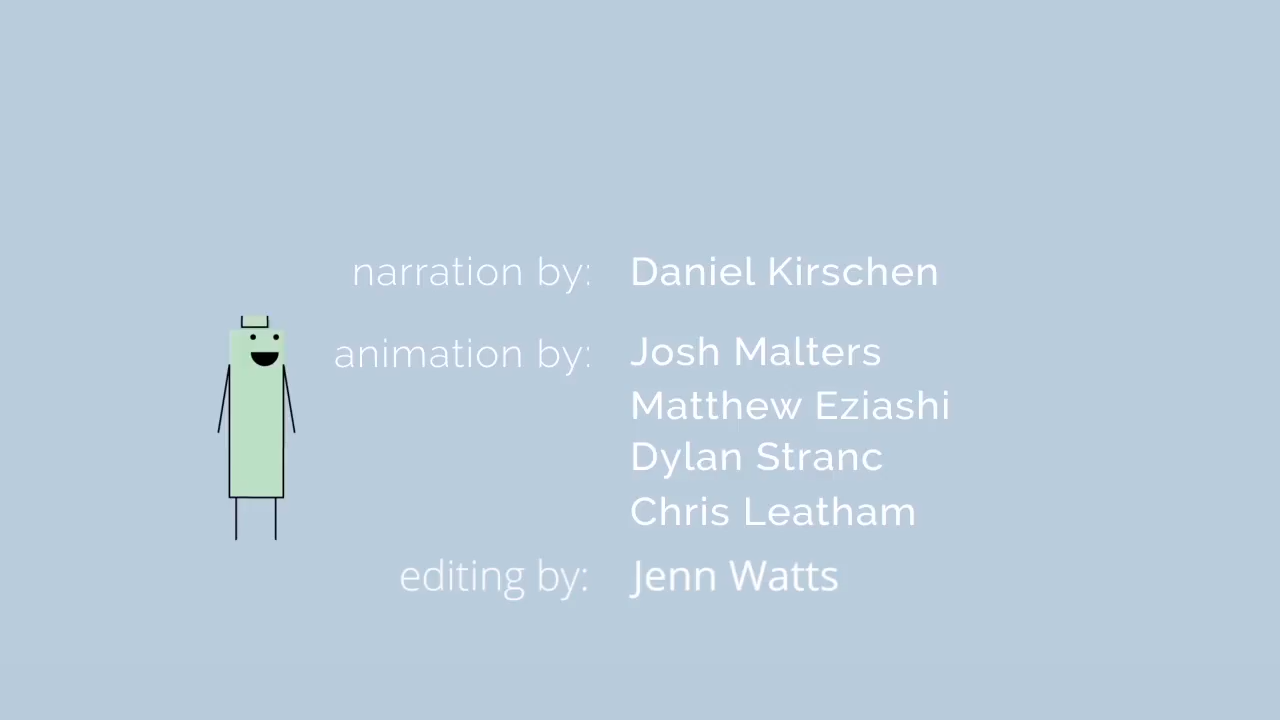 narration by: Daniel Kirschen
animation by: Josh Malters
Matthew Eziashi
Dylan Stranc
Chris Leatham
editing by: Jenn Watts